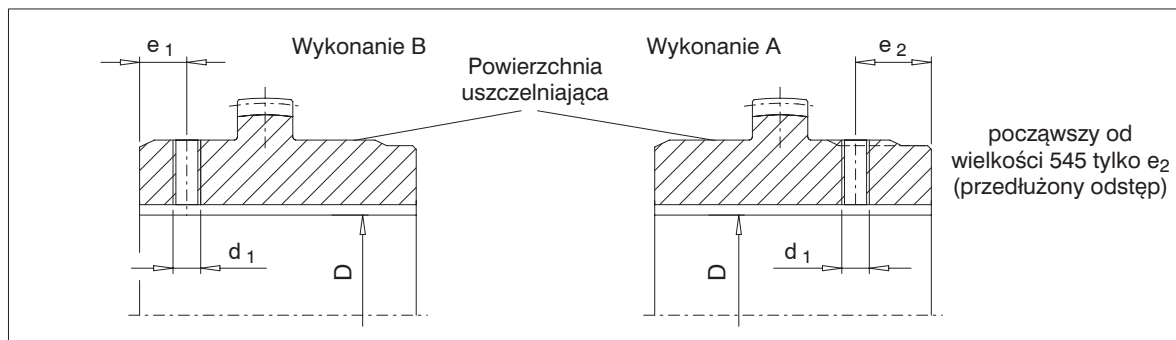 e 1
Wykonanie B
Wykonanie A
e 2
Powierzchnia
uszczelniająca
począwszy od
wielkości 545 tylko e2
(przedłużony odstęp)
d 1
D
D
d 1